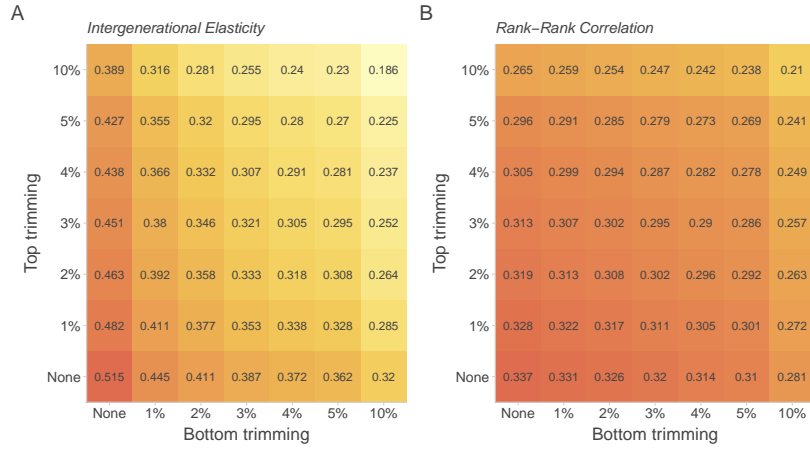 A
Intergenerational Elasticity
Top trimming
10% 0.389 0.316 0.281 0.255 0.24 0.23 0.186
5% 0.427 0.355 0.32 0.295 0.28 0.27 0.225
4% 0.438 0.366 0.332 0.307 0.291 0.281 0.237
3% 0.451 0.38 0.346 0.321 0.305 0.295 0.252
2% 0.463 0.392 0.358 0.333 0.318 0.308 0.264
1% 0.482 0.411 0.377 0.353 0.338 0.328 0.285
None 0.515 0.445 0.411 0.387 0.372 0.362 0.32
None 1% 2% 3% 4% 5% 10%
Bottom trimming
B
Rank−Rank Correlation
Top trimming
10% 0.265 0.259 0.254 0.247 0.242 0.238 0.21
5% 0.296 0.291 0.285 0.279 0.273 0.269 0.241
4% 0.305 0.299 0.294 0.287 0.282 0.278 0.249
3% 0.313 0.307 0.302 0.295 0.29 0.286 0.257
2% 0.319 0.313 0.308 0.302 0.296 0.292 0.263
1% 0.328 0.322 0.317 0.311 0.305 0.301 0.272
None 0.337 0.331 0.326 0.32 0.314 0.31 0.281
None 1% 2% 3% 4% 5% 10%
Bottom trimming